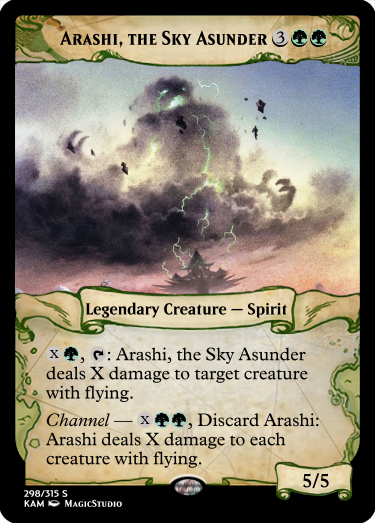 Arashi, the Sky Asunder 3
Legendary Creature — Spirit
X , : Arashi, the Sky Asunder
deals X damage to target creature
with flying.
Channel — X , Discard Arashi:
Arashi deals X damage to each
creature with flying.
5/5
298/315 S
KAM MagicStudio